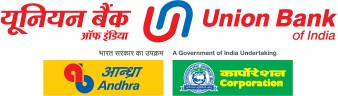 यूनियन बैंक
ऑफ़ इंडिया
Union Bank
of India
भारत सरकार का उपक्रम
A Government of India Undertaking
आन्ध्रा
Andhra
कार्पोरेशन
Corporation